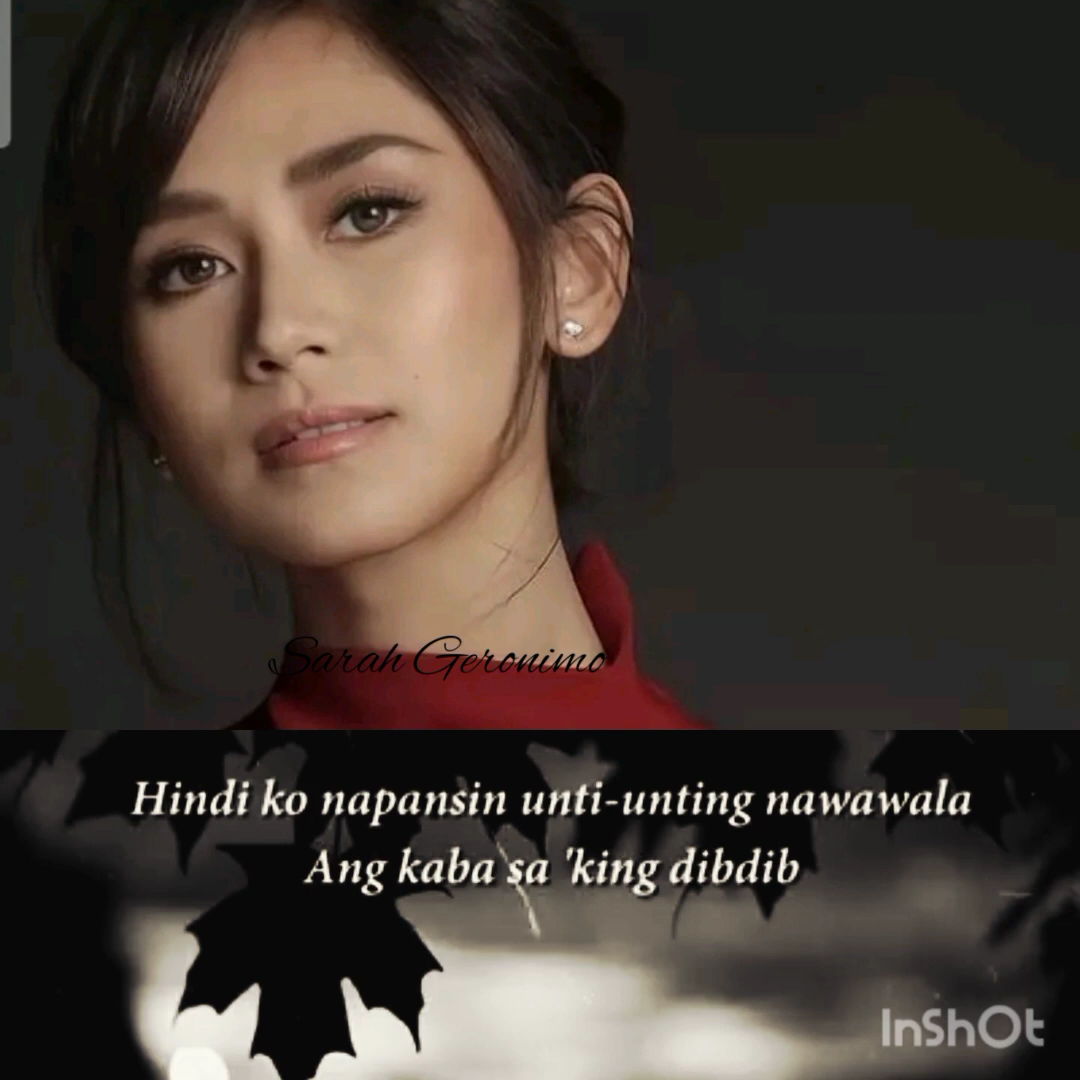 Sarah Geronimo
Hindi ko napansin unti-unting nawawala
Ang kaba sa 'king dibdib
InShOt